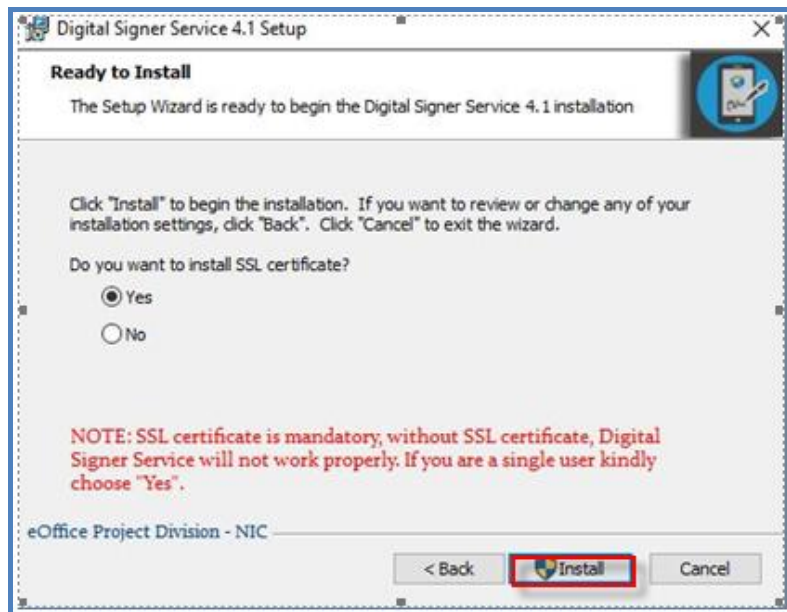 Digital Signer Service 4.1 Setup
Ready to Install
The Setup Wizard is ready to begin the Digital Signer Service 4.1 installation
Click "Install" to begin the installation. If you want to review or change any of your
installation settings, click "Back". Click "Cancel" to exit the wizard.
Do you want to install SSL certificate?
Yes
No
NOTE: SSL certificate is mandatory, without SSL certificate, Digital
Signer Service will not work properly. If you are a single user kindly
choose "Yes".
eOffice Project Division - NIC
< Back
Install
Cancel